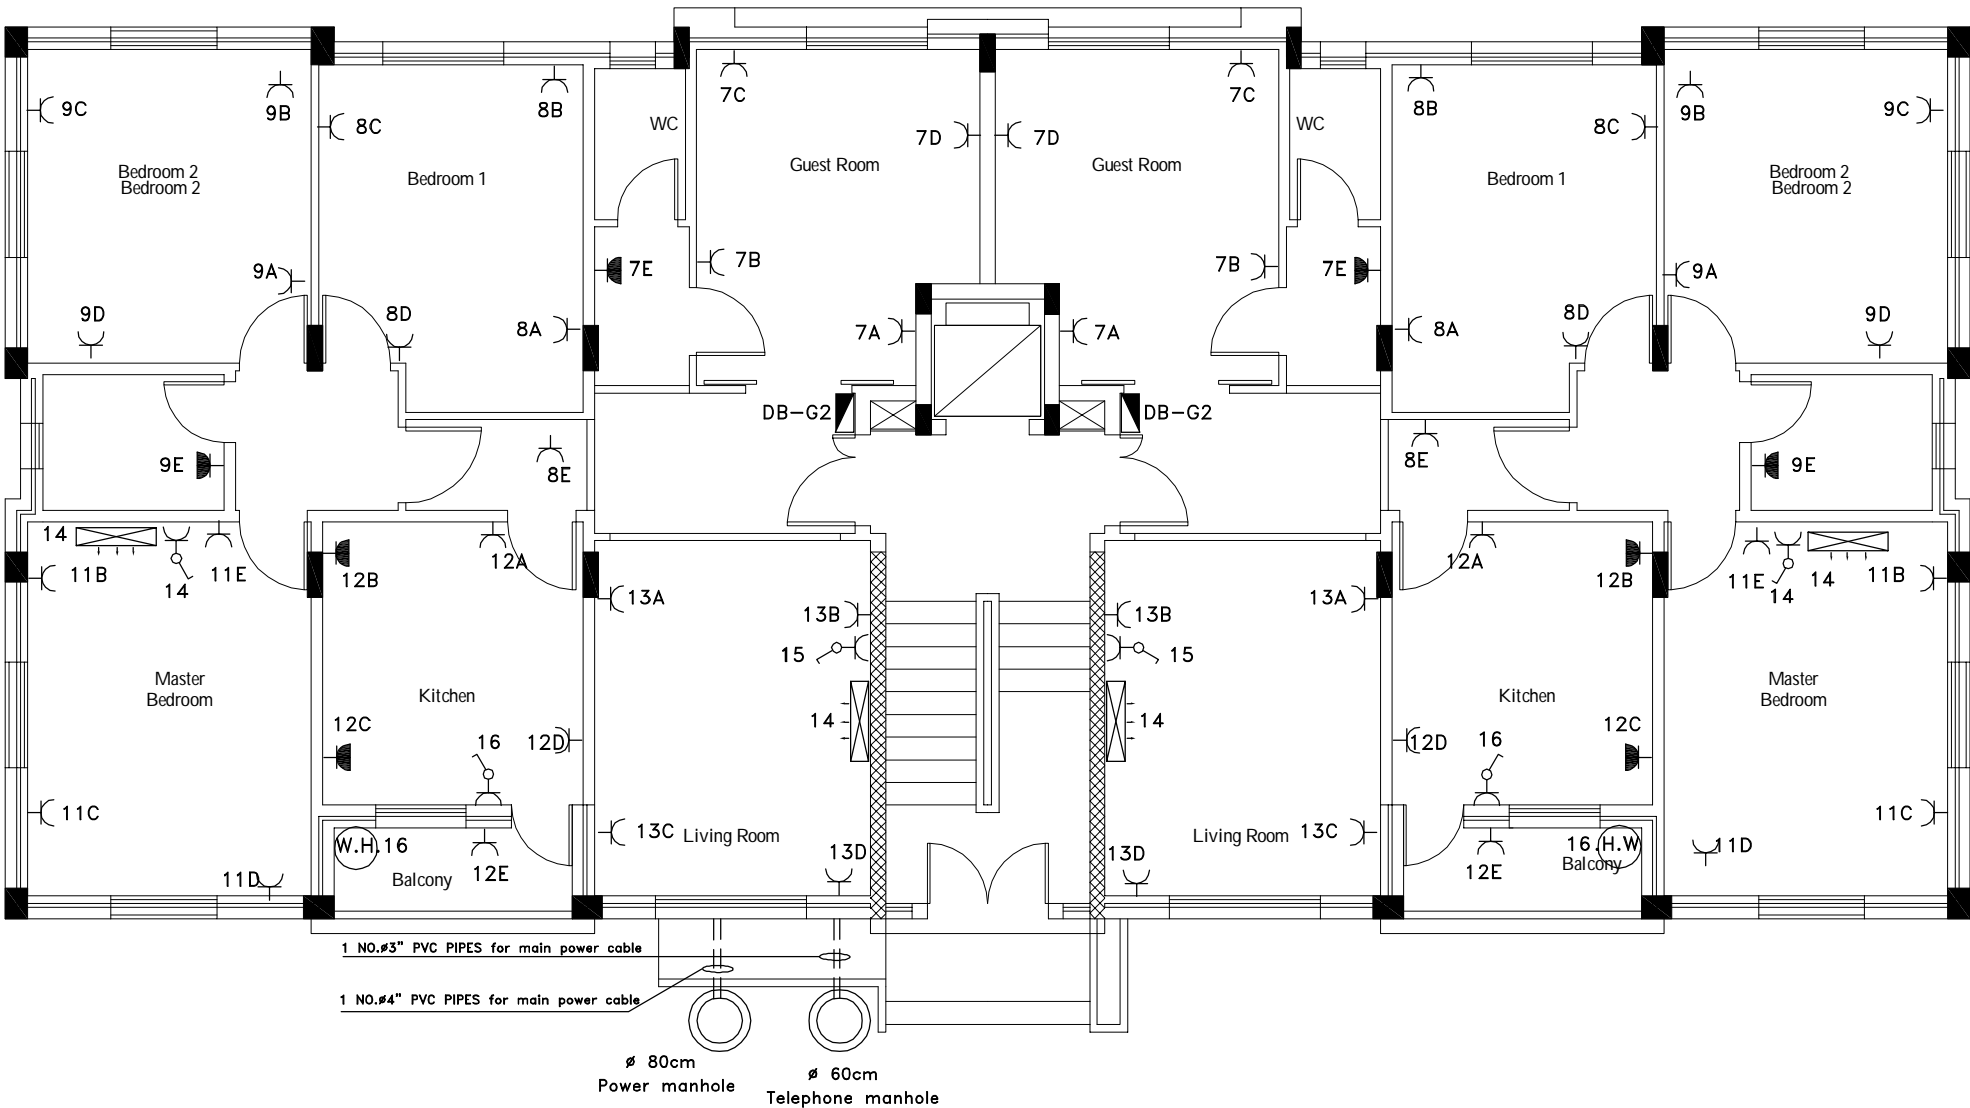 7C
7C
8B
8B
9C
9B
9B
9C
8C
WC
7D
7D
WC
8C
Bedroom 2
Bedroom 2
Bedroom 1
Guest Room
Guest Room
Bedroom 1
Bedroom 2
Bedroom 2
9A
7E
7B
7B
7E
9A
9D
8D
8A
7A
7A
8A
8D
9D
DB-G2
DB-G2
9E
8E
8E
9E
14
11B
14
11E
12A
12B
12A
12B
11E
14
14
11B
13A
13B
13B
13A
15
15
Master
Bedroom
Kitchen
Kitchen
Master
Bedroom
12C
16
12D
14
14
12D
16
12C
11C
13C
Living Room
Living Room
13C
11C
W.H.16
13D
13D
16.H.W
11D
11D
Balcony
12E
12E
Balcony
1 NO.ø3" PVC PIPES for main power cable
1 NO.ø4" PVC PIPES for main power cable
ø 80cm
Power manhole
ø 60cm
Telephone manhole